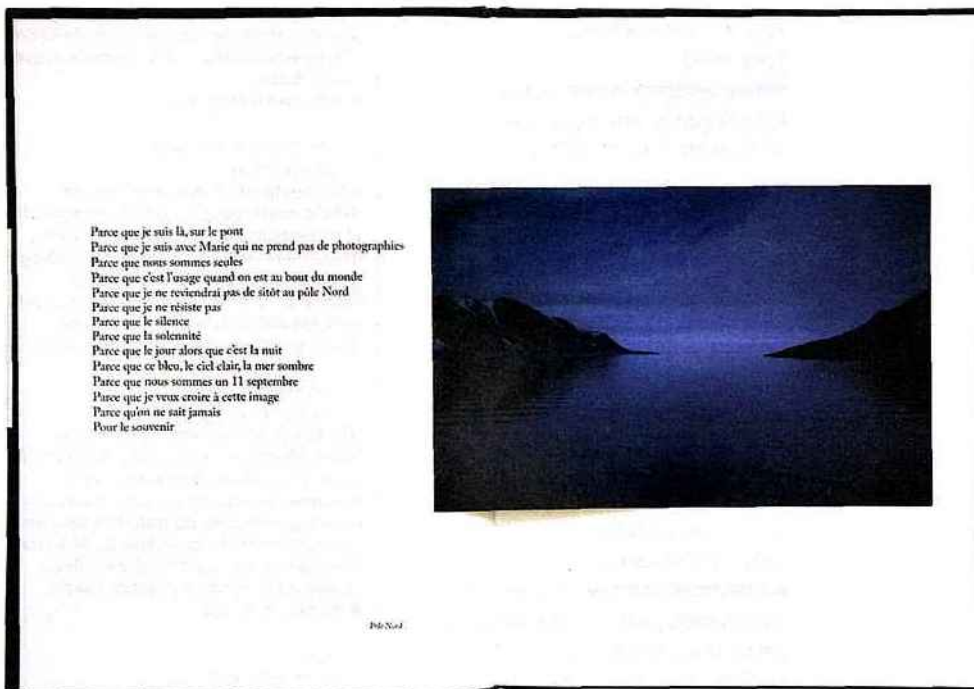 Parce que je suis là, sur le pont
Parce que je suis avec Marie qui ne prend pas de photographies
Parce que nous sommes seules
Parce que c'est l'usage quand on est au bout du monde
Parce que je ne reviendrai pas de sitôt au pôle Nord
Parce que je ne résiste pas
Parce que le silence
Parce que la solennité
Parce que le jour alors que c'est la nuit
Parce que ce bleu, le ciel clair, la mer sombre
Parce que nous sommes un 11 septembre
Parce que je veux croire à cette image
Parce qu'on ne sait jamais
Pour le souvenir
Pôle Nord